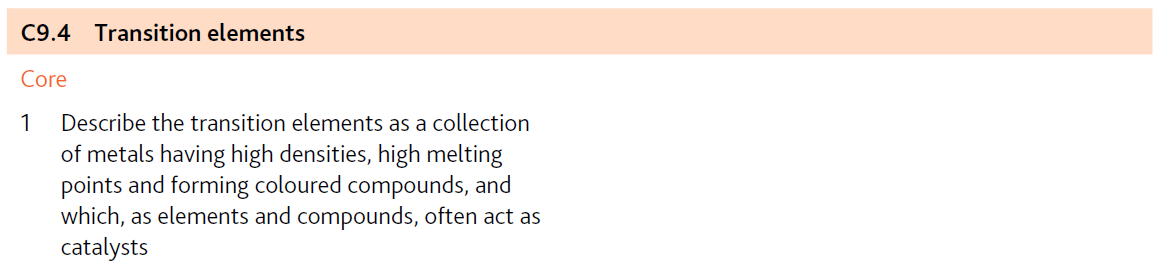 C9.4 Transition elements
Core
1 Describe the transition elements as a collection
of metals having high densities, high melting
points and forming coloured compounds, and
which, as elements and compounds, often act as
catalysts